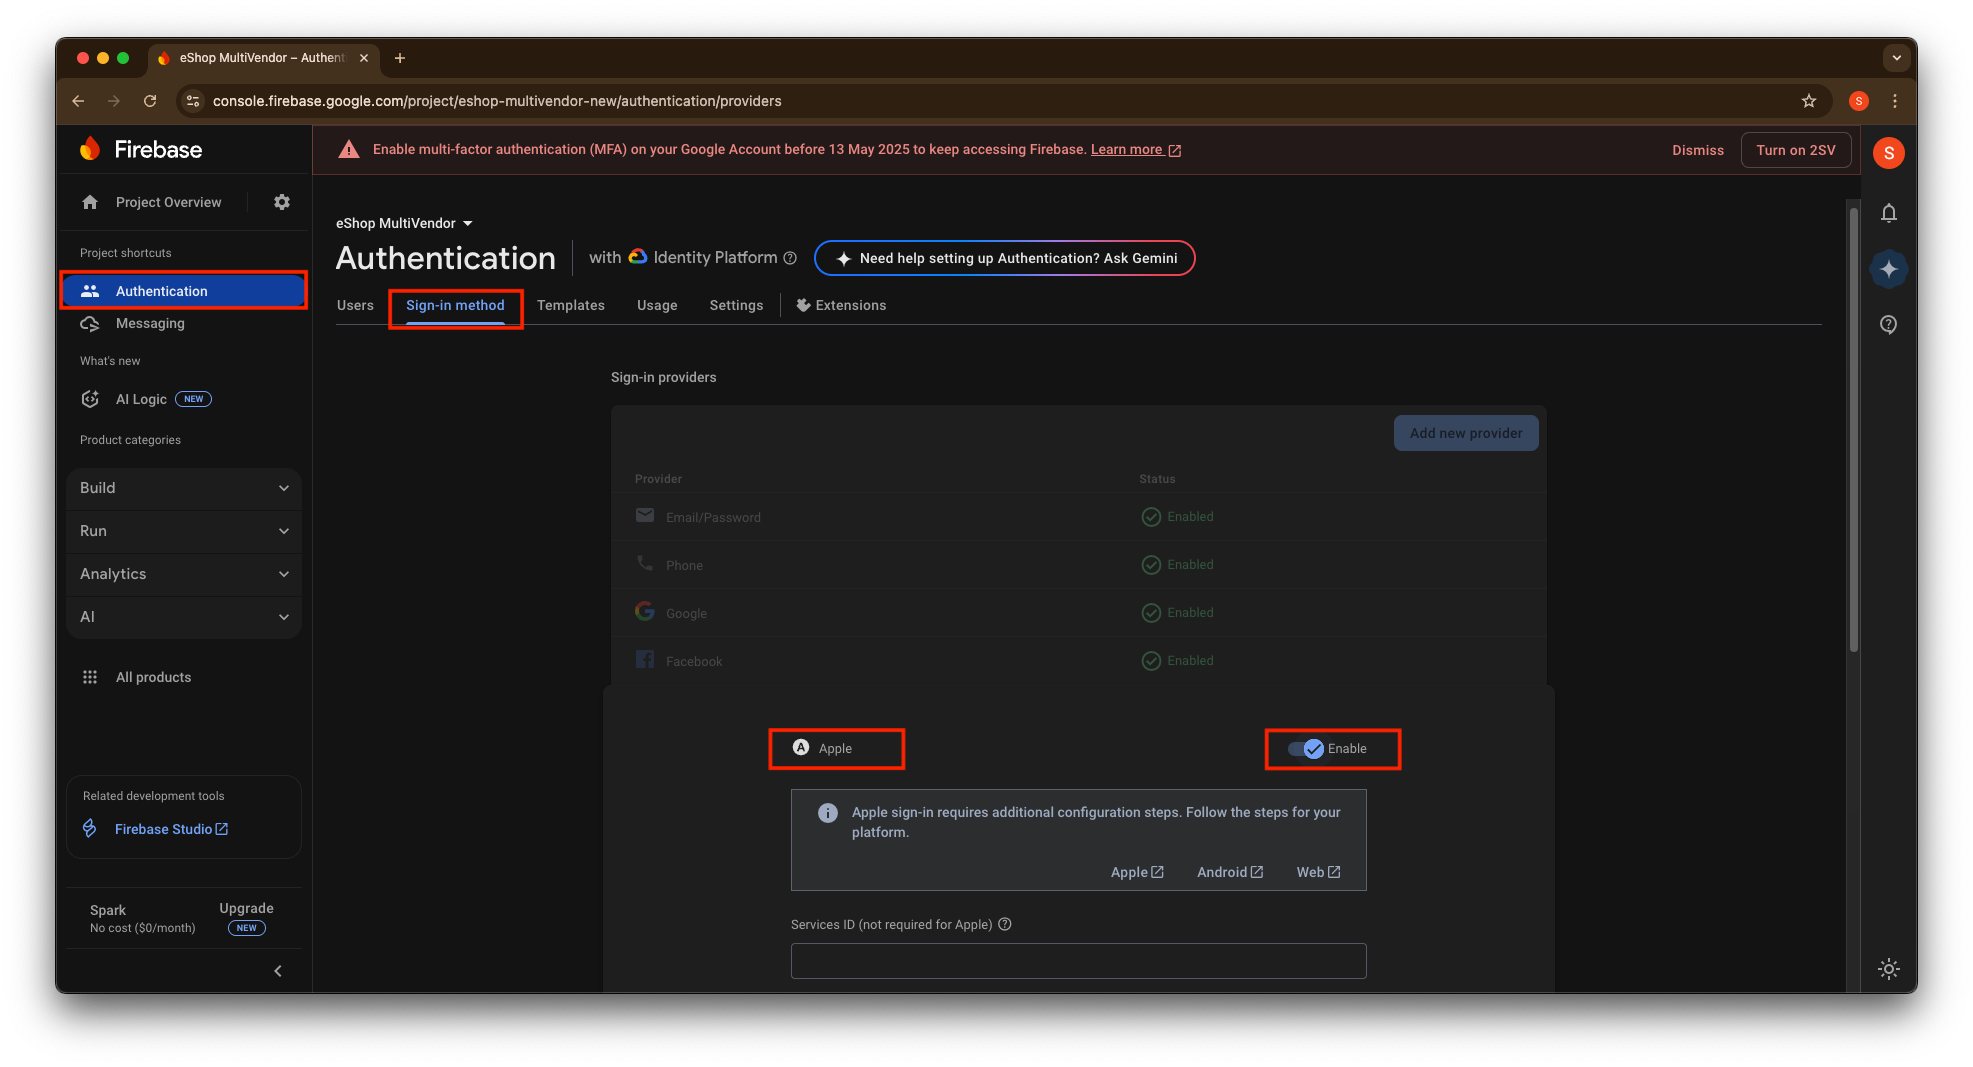 eShop MultiVendor – Authent
console.firebase.google.com/project/eshop-multivendor-new/authentication/providers
S
Firebase
Enable multi-factor authentication (MFA) on your Google Account before 13 May 2025 to keep accessing Firebase. Learn more
Dismiss
Turn on 2SV
S
Project Overview
Project shortcuts
Authentication
Messaging
What's new
AI Logic NEW
Product categories
Build
Run
Analytics
AI
All products
Related development tools
Firebase Studio
Spark
No cost ($0/month)
Upgrade
NEW
eShop MultiVendor
Authentication
with Identity Platform
Need help setting up Authentication? Ask Gemini
Users
Sign-in method
Templates
Usage
Settings
Extensions
Sign-in providers
Add new provider
Provider
Status
Email/Password
Enabled
Phone
Enabled
Google
Enabled
Facebook
Enabled
A
Apple
Enable
Apple sign-in requires additional configuration steps. Follow the steps for your
platform.
Apple
Android
Web
Services ID (not required for Apple)